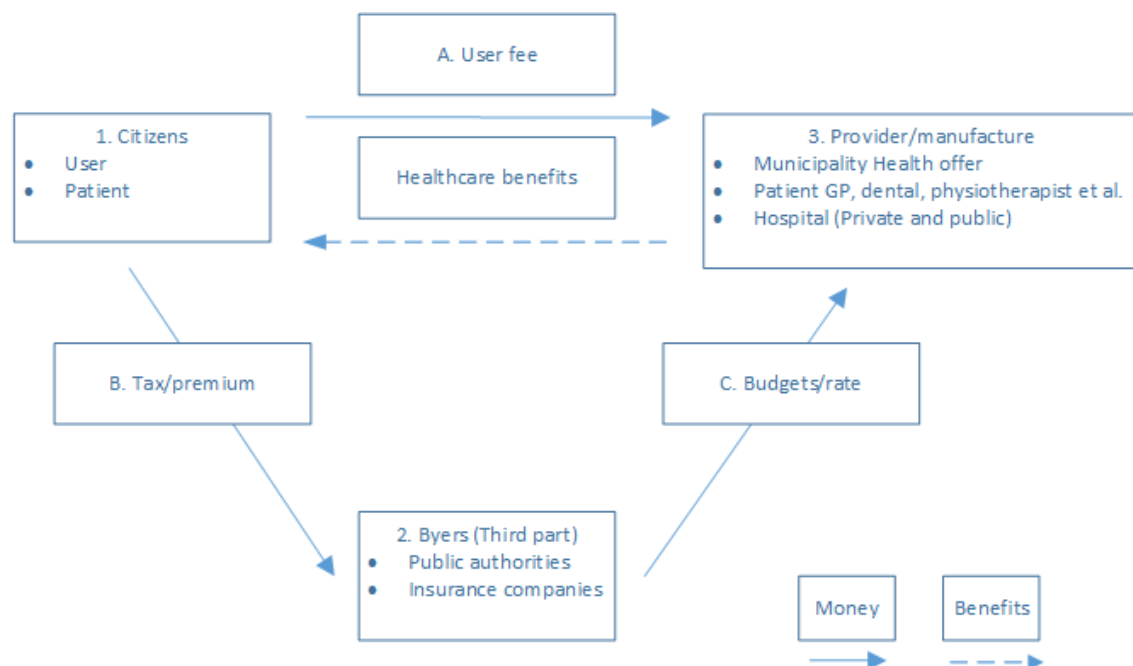 A. User fee
1. Citizens
• User
• Patient
Healthcare benefits
3. Provider/manufacture
• Municipality Health offer
• Patient GP, dental, physiotherapist et al.
• Hospital (Private and public)
B. Tax/premium
C. Budgets/rate
2. Byers (Third part)
• Public authorities
• Insurance companies
Money
Benefits